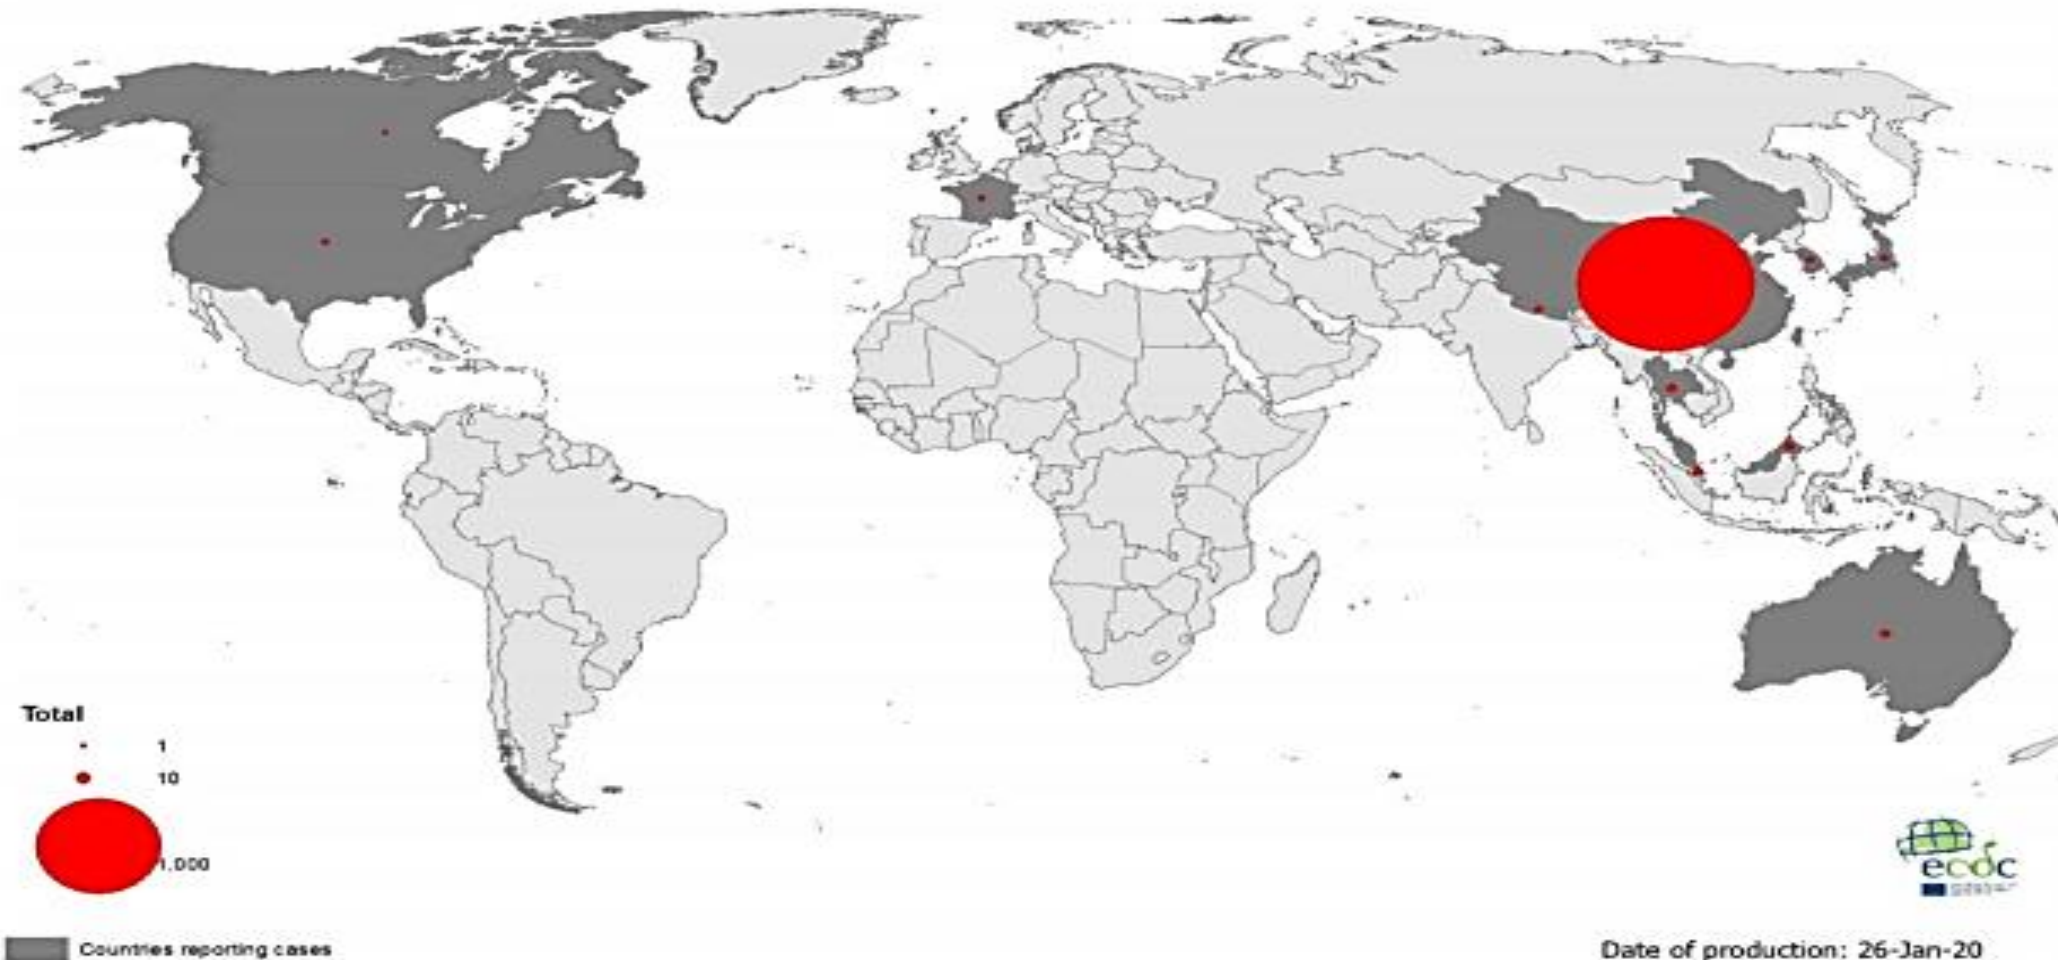 Total
1
10
1,000
ecdc
Countries reporting cases
Date of production: 26-Jan-20